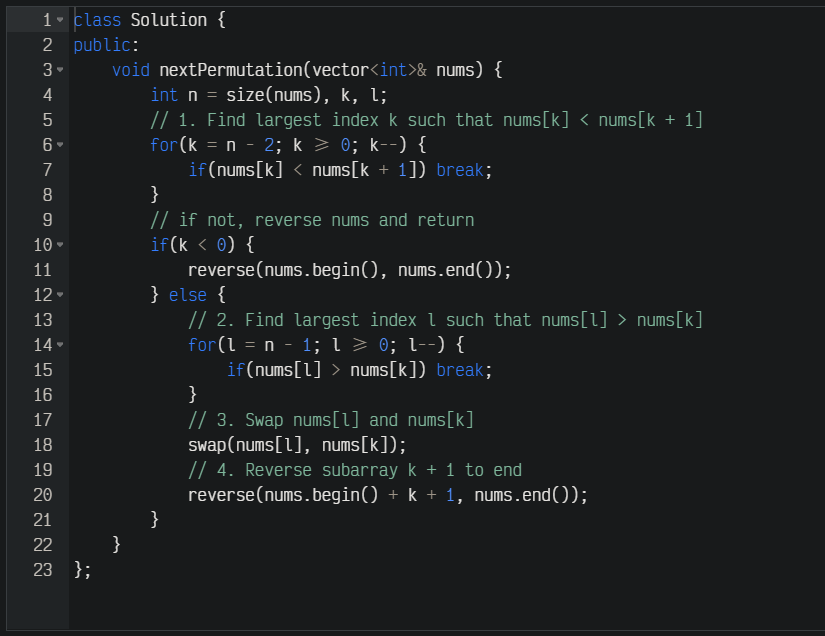 1 class Solution {
2 public:
3     void nextPermutation(vector<int>& nums) {
4         int n = size(nums), k, l;
5         // 1. Find largest index k such that nums[k] < nums[k + 1]
6         for(k = n - 2; k >= 0; k--) {
7             if(nums[k] < nums[k + 1]) break;
8         }
9         // if not, reverse nums and return
10         if(k < 0) {
11             reverse(nums.begin(), nums.end());
12         } else {
13             // 2. Find largest index l such that nums[l] > nums[k]
14             for(l = n - 1; l >= 0; l--) {
15                 if(nums[l] > nums[k]) break;
16             }
17             // 3. Swap nums[l] and nums[k]
18             swap(nums[l], nums[k]);
19             // 4. Reverse subarray k + 1 to end
20             reverse(nums.begin() + k + 1, nums.end());
21         }
22     }
23 };